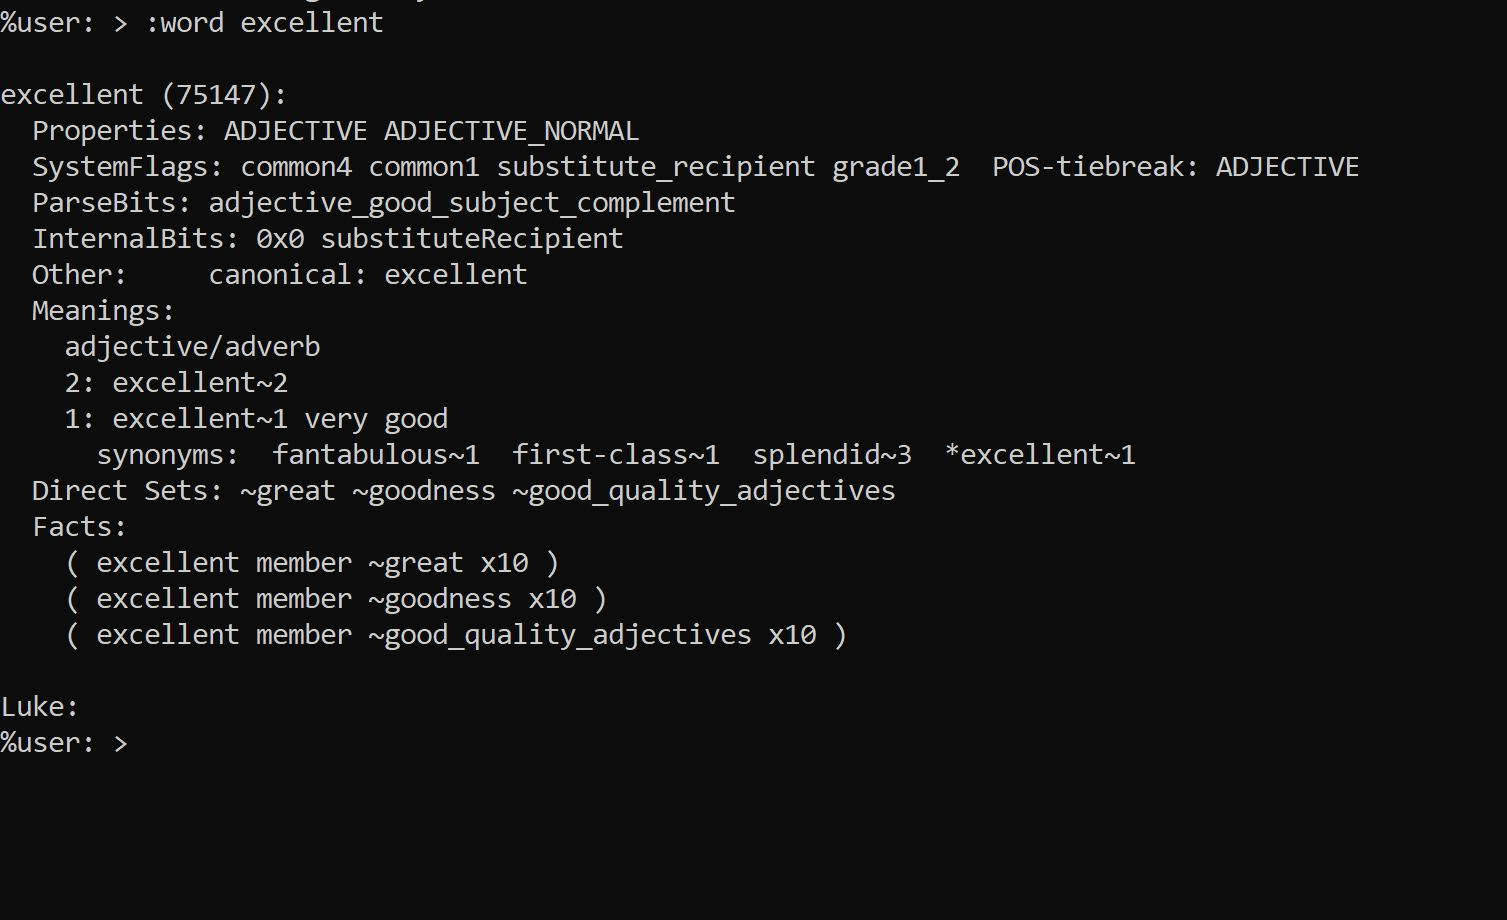 %user: > :word excellent
excellent (75147):
Properties: ADJECTIVE ADJECTIVE_NORMAL
SystemFlags: common4 common1 substitute_recipient grade1_2  POS-tiebreak: ADJECTIVE
ParseBits: adjective_good_subject_complement
InternalBits: 0x0 substituteRecipient
Other:     canonical: excellent
Meanings:
adjective/adverb
2: excellent~2
1: excellent~1 very good
synonyms:  fantabulous~1  first-class~1  splendid~3  *excellent~1
Direct Sets: ~great ~goodness ~good_quality_adjectives
Facts:
( excellent member ~great x10 )
( excellent member ~goodness x10 )
( excellent member ~good_quality_adjectives x10 )
Luke:
%user: >